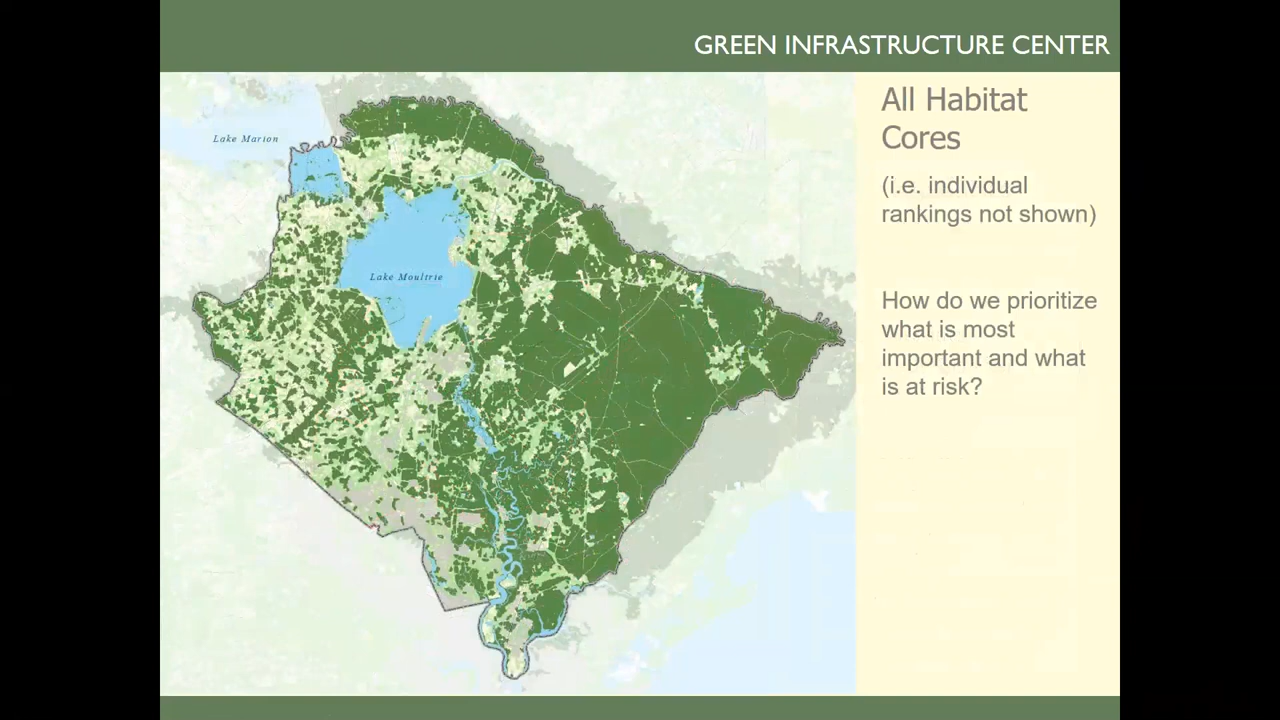 GREEN INFRASTRUCTURE CENTER
All Habitat
Cores
(i.e. individual
rankings not shown)
How do we prioritize
what is most
important and what
is at risk?
Lake Marion
Lake Moultrie